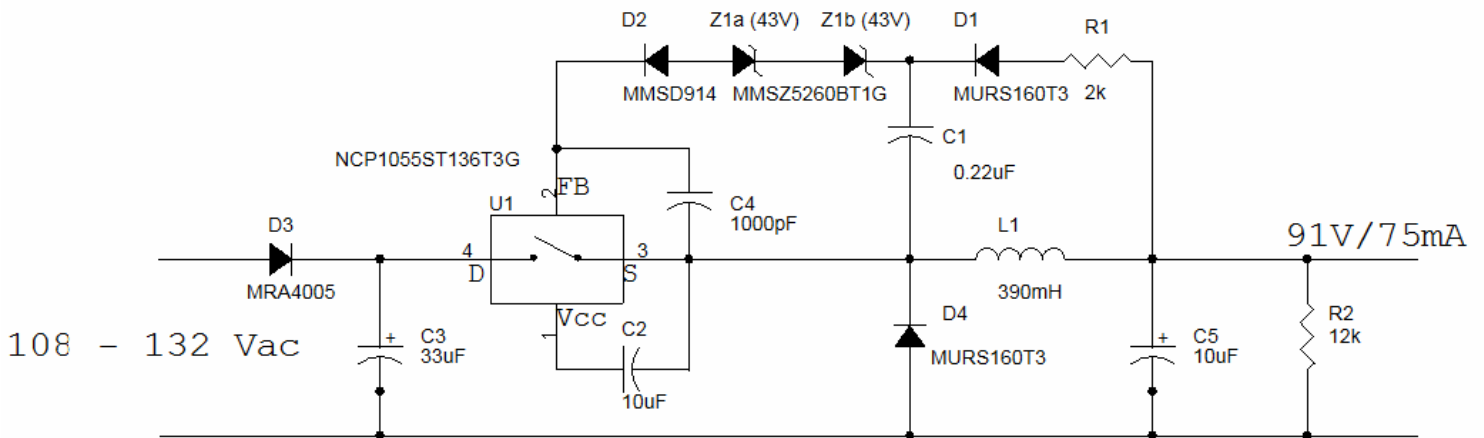 D2
Z1a (43V)
Z1b (43V)
D1
R1
MMSD914
MMSZ5260BT1G
MURS160T3
2k
C1
0.22uF
NCP1055ST136T3G
2
FB
U1
C4
1000pF
D3
4
D
3
S
L1
91V/75mA
MRA4005
390mH
Vcc
1
C2
10uF
D4
MURS160T3
108 - 132 Vac
+
C3
33uF
+
C5
10uF
R2
12k